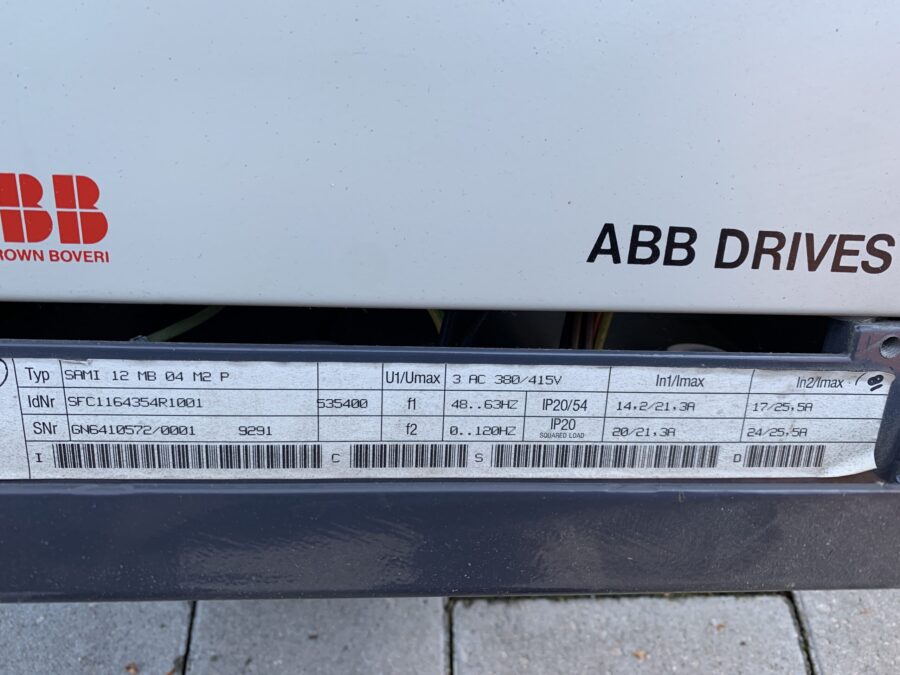 BB
ROWN BOVERI
ABB DRIVES
Typ SAMI 12 MB 04 M2 P U1/Umax 3 AC 380/415V In1/Imax In2/Imax
IdNr SFC1164354R1001 535400 f1 48..63HZ IP20/54 14,2/21,3A 17/25,5A
SNr GN6410572/0001 9291 f2 0..120HZ IP20 SQUARED LOAD 20/21,3A 24/25,5A
I C S D